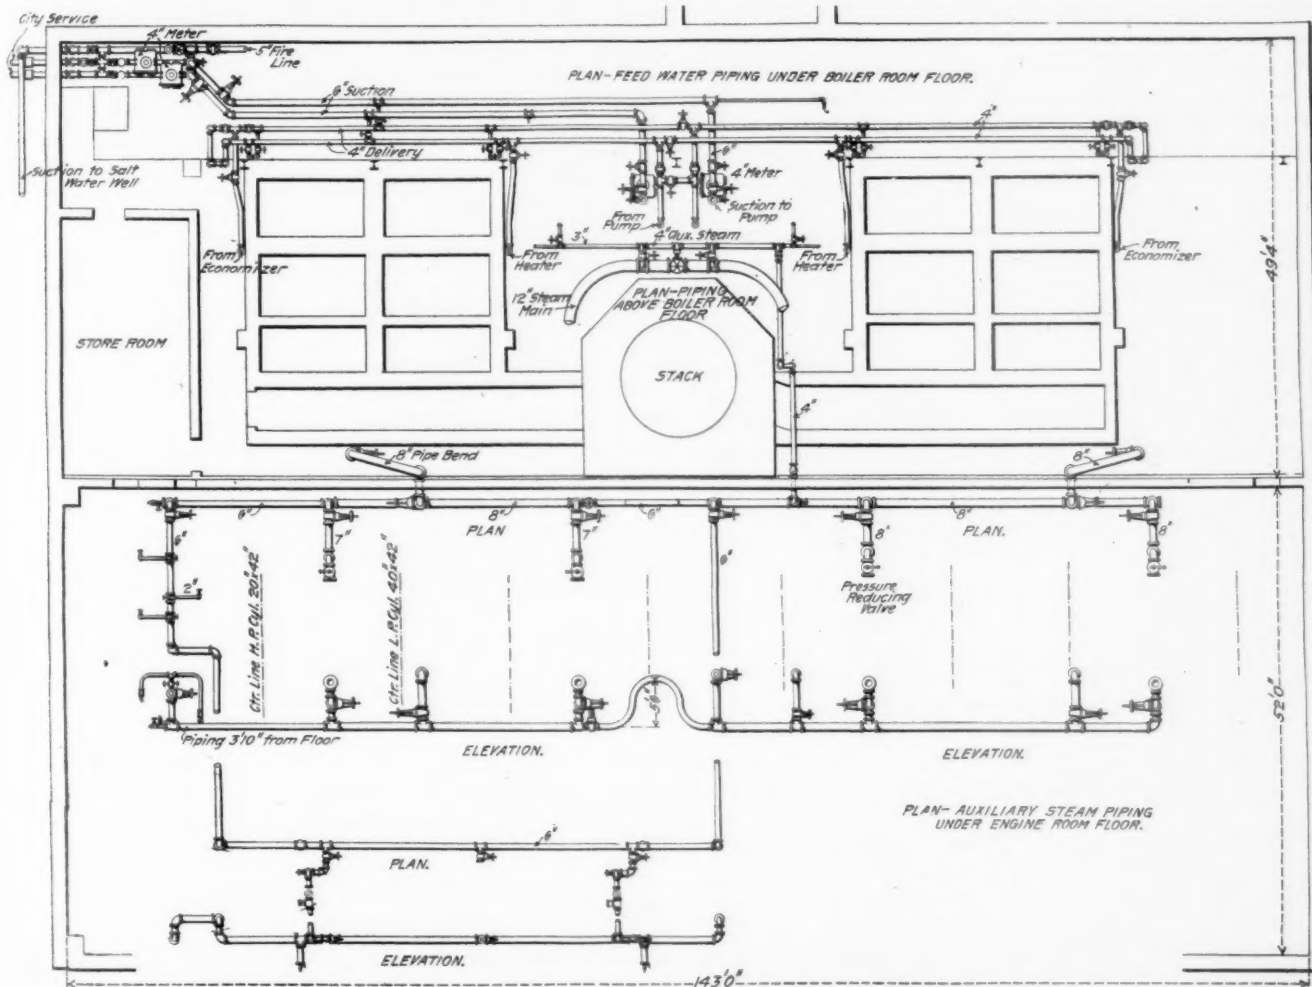 City Service
4" Meter
5" Fire
Line
PLAN-FEED WATER PIPING UNDER BOILER ROOM FLOOR.
6" Suction
4"
4" Delivery
6"
4" Meter
Suction to Salt
Water Well
Suction to
Pump
From
Pump
3"
4" Aux. Steam
From
Economizer
From
Heater
From
Heater
From
Economizer
49'4"
12" Steam
Main
PLAN-PIPING
ABOVE BOILER ROOM
FLOOR
STORE ROOM
STACK
4"
8" Pipe Bend
8"
6"
8"
6"
8"
PLAN
PLAN.
6"
7"
7"
6"
8"
8"
2"
Ctr. Line H.P. Cyl. 20"x42"
Ctr. Line L.P. Cyl. 40"x42"
Pressure
Reducing
Valve
5'9"
52'0"
Piping 3'10" from Floor
ELEVATION.
ELEVATION.
PLAN- AUXILIARY STEAM PIPING
UNDER ENGINE ROOM FLOOR.
6"
PLAN.
ELEVATION.
143'0"